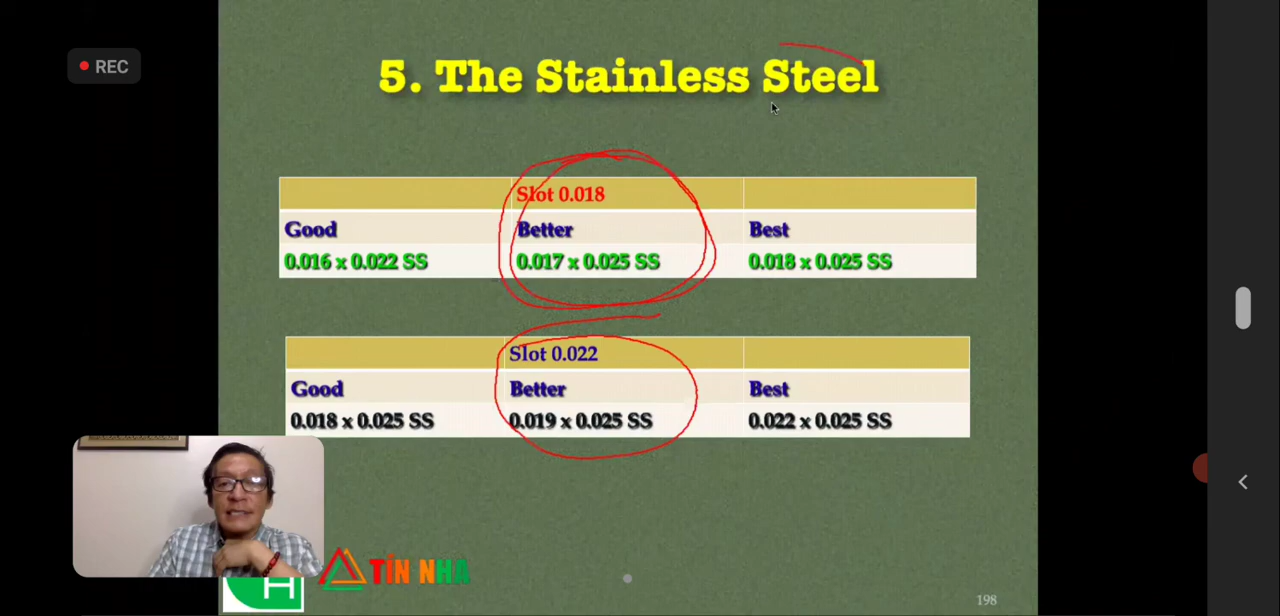 REC
5. The Stainless Steel
Slot 0.018
Good Better Best
0.016 x 0.022 SS 0.017 x 0.025 SS 0.018 x 0.025 SS
Slot 0.022
Good Better Best
0.018 x 0.025 SS 0.019 x 0.025 SS 0.022 x 0.025 SS
H TÍN NHA
198